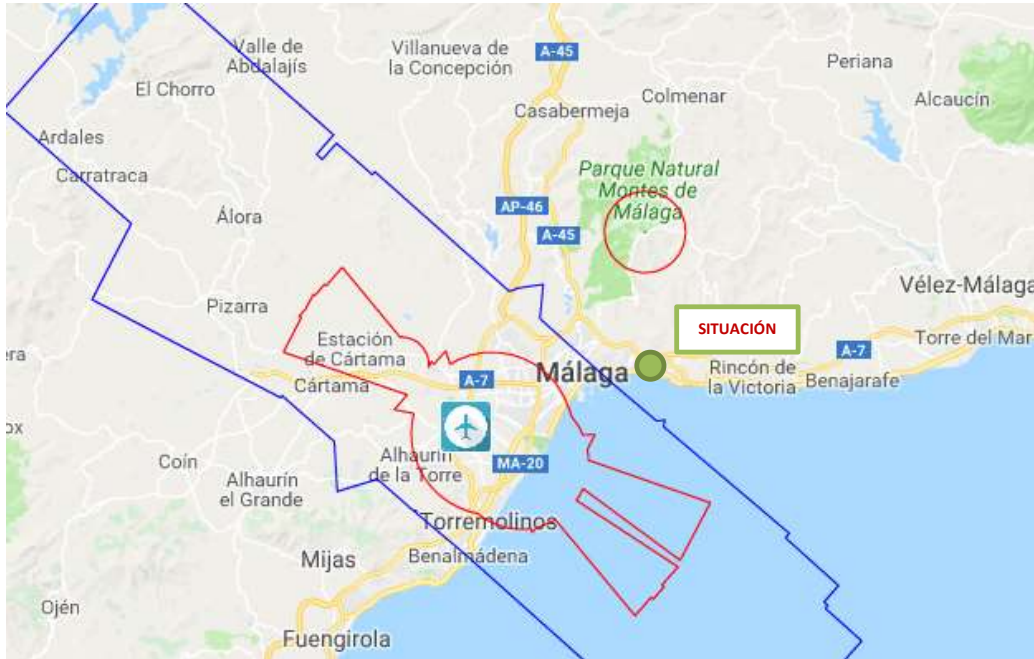 Valle de
Abdalajís
Villanueva de
la Concepción
A-45
Periana
El Chorro
Colmenar
Alcaucín
Casabermeja
Ardales
Carratraca
Parque Natural
Montes de
Málaga
Álora
AP-46
A-45
Vélez-Málaga
Pizarra
SITUACIÓN
Torre del Mar
Estación
de Cártama
era
A-7
Cártama
A-7
Málaga
Rincón de
la Victoria
Benajarafe
ox
Coín
Alhaurín
de la Torre
MA-20
Alhaurín
el Grande
Torremolinos
Mijas
Benalmádena
Ojén
Fuengirola